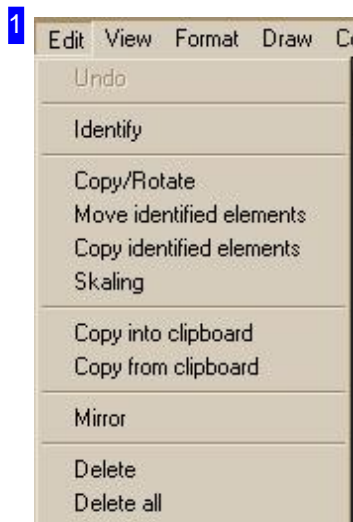 1
Edit View Format Draw
Undo
Identify
Copy/Rotate
Move identified elements
Copy identified elements
Skaling
Copy into clipboard
Copy from clipboard
Mirror
Delete
Delete all